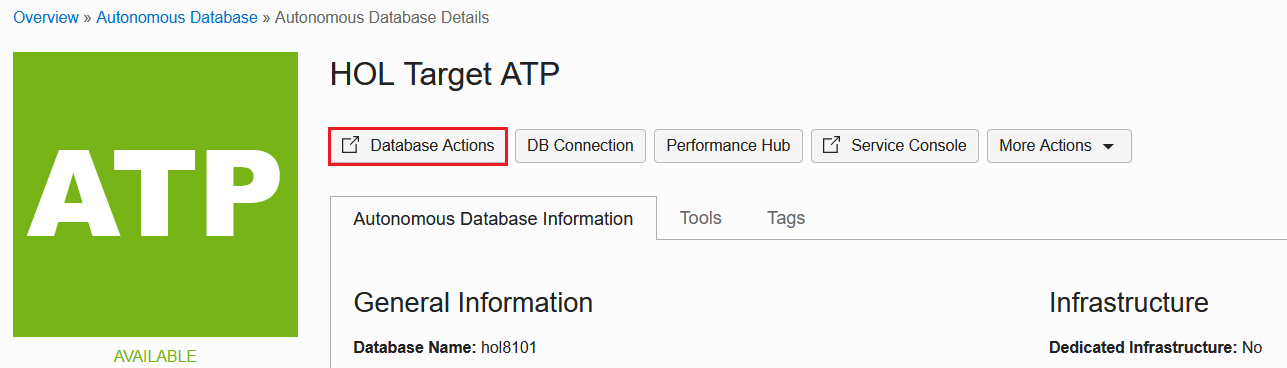 Overview » Autonomous Database » Autonomous Database Details
ATP
AVAILABLE
HOL Target ATP
Database Actions DB Connection Performance Hub Service Console More Actions
Autonomous Database Information Tools Tags
General Information
Database Name: hol8101
Infrastructure
Dedicated Infrastructure: No